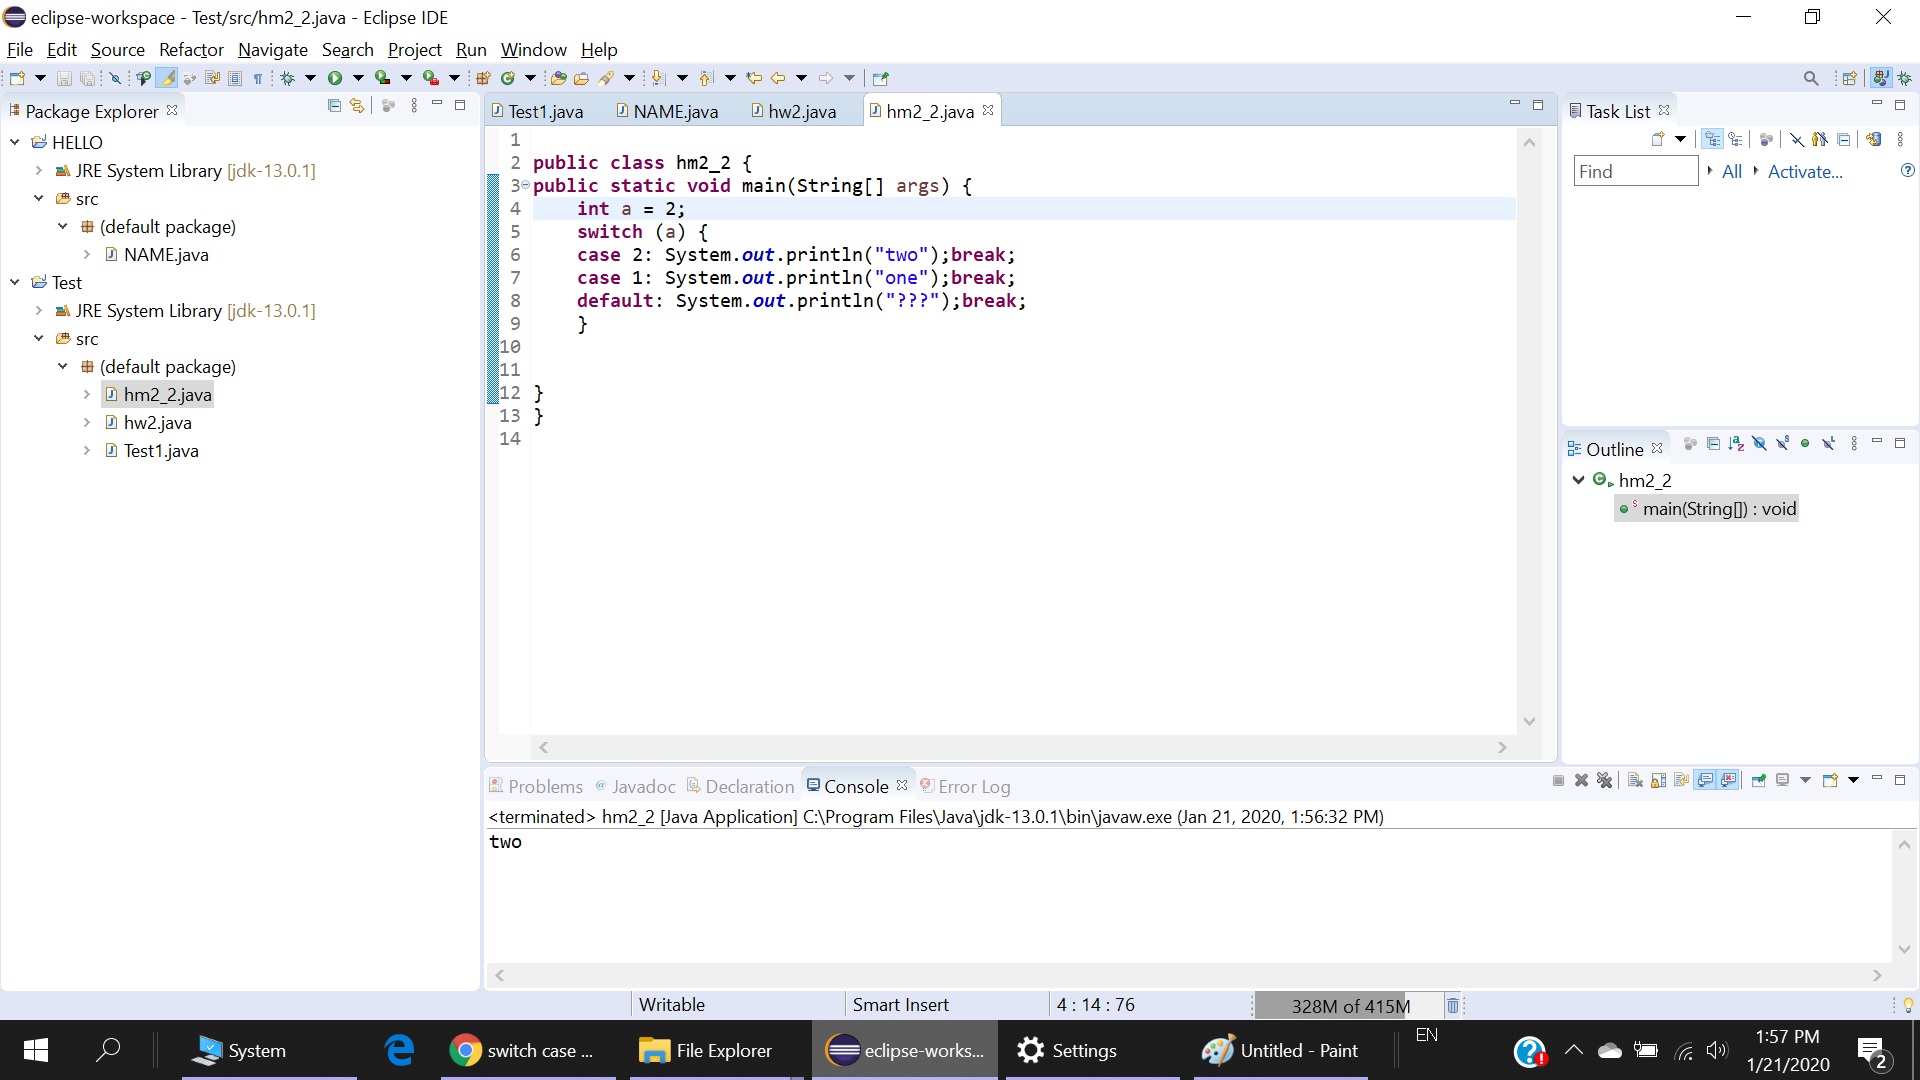 eclipse-workspace - Test/src/hm2_2.java - Eclipse IDE
File Edit Source Refactor Navigate Search Project Run Window Help
Package Explorer
HELLO
JRE System Library [jdk-13.0.1]
src
(default package)
NAME.java
Test
JRE System Library [jdk-13.0.1]
src
(default package)
hm2_2.java
hw2.java
Test1.java
Test1.java NAME.java hw2.java hm2_2.java
1
2 public class hm2_2 {
3 public static void main(String[] args) {
4 int a = 2;
5 switch (a) {
6 case 2: System.out.println("two");break;
7 case 1: System.out.println("one");break;
8 default: System.out.println("???");break;
9 }
10
11
12 }
13 }
14
Task List
Find All Activate...
Outline
hm2_2
main(String[]) : void
Problems Javadoc Declaration Console Error Log
<terminated> hm2_2 [Java Application] C:\Program Files\Java\jdk-13.0.1\bin\javaw.exe (Jan 21, 2020, 1:56:32 PM)
two
Writable Smart Insert 4 : 14 : 76 328M of 415M
System switch case ... File Explorer eclipse-works... Settings Untitled - Paint EN
1:57 PM
1/21/2020
2